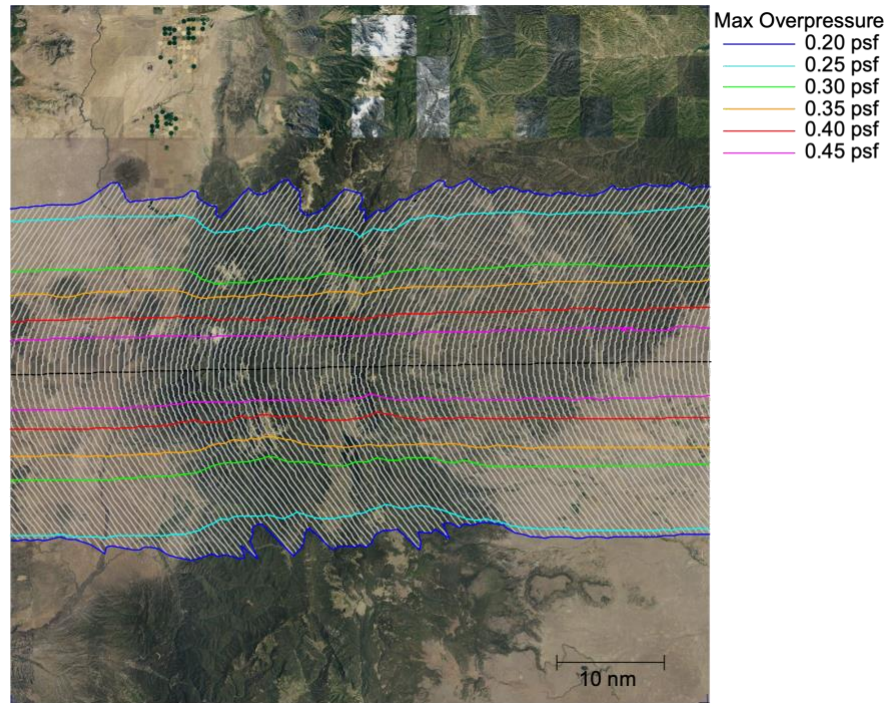 Max Overpressure
0.20 psf
0.25 psf
0.30 psf
0.35 psf
0.40 psf
0.45 psf
10 nm